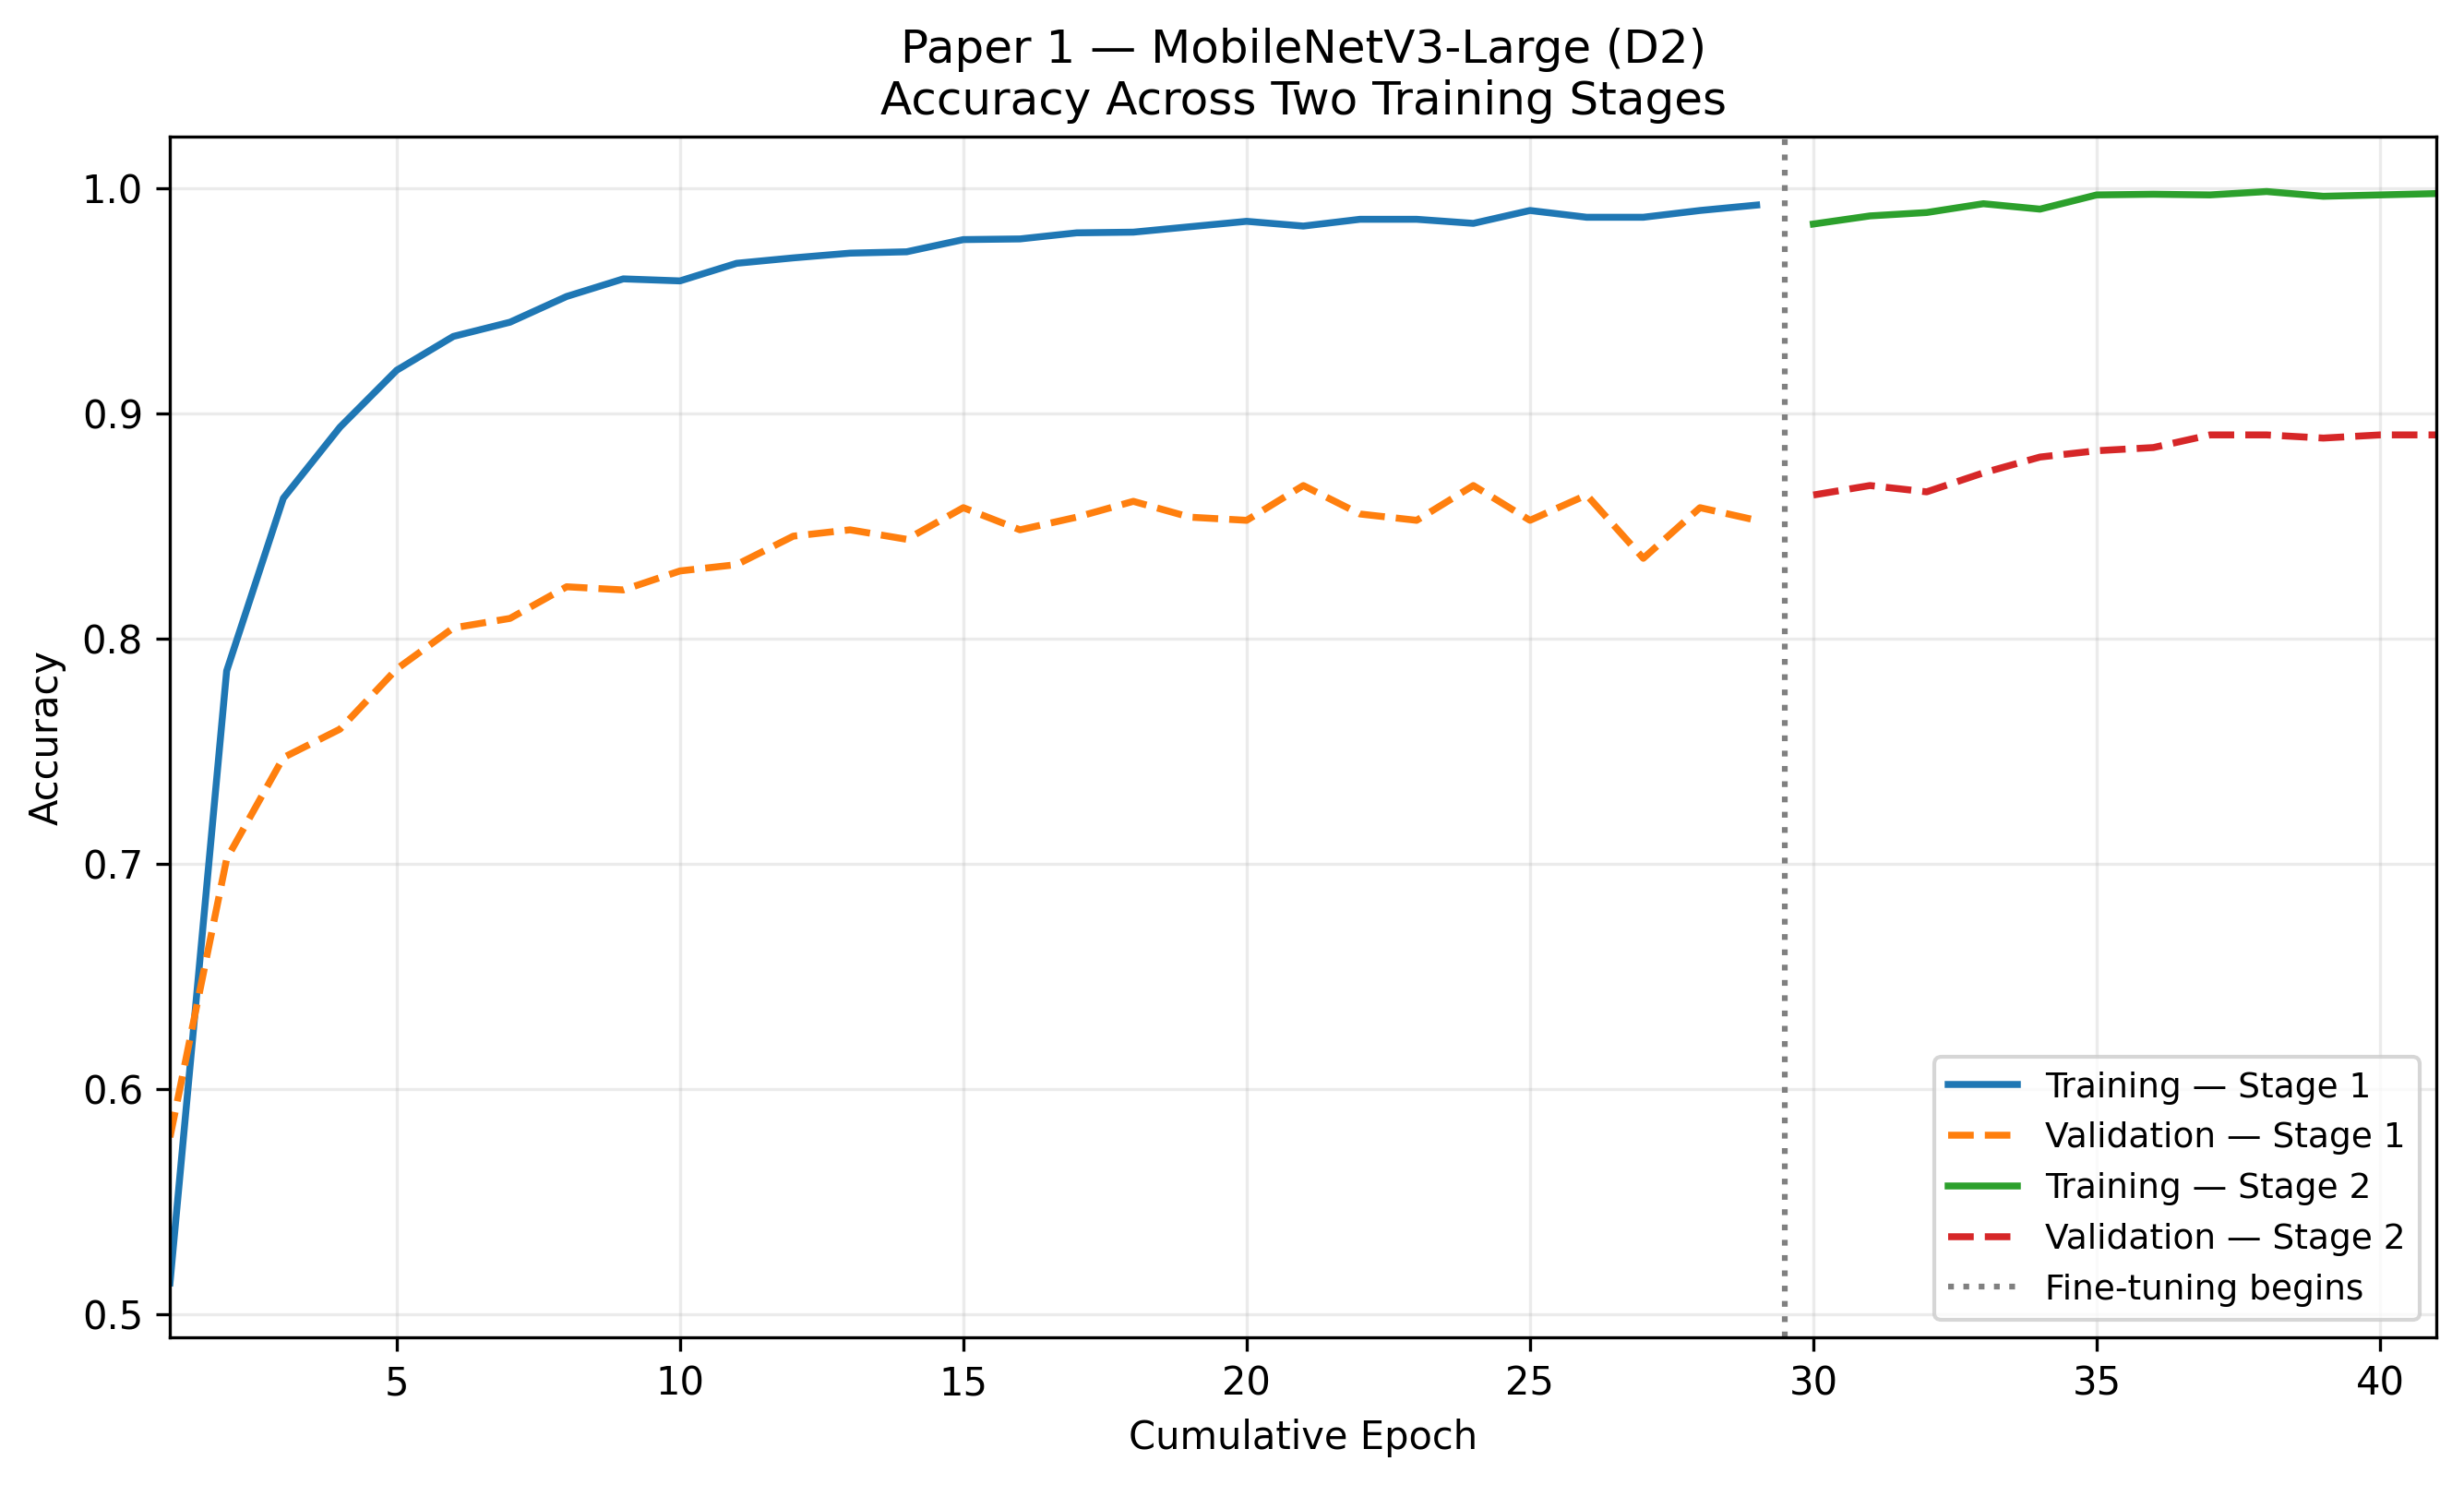 Paper 1 — MobileNetV3-Large (D2)
Accuracy Across Two Training Stages
1.0
0.9
0.8
0.7
0.6
0.5
Accuracy
5 10 15 20 25 30 35 40
Cumulative Epoch
Training — Stage 1
Validation — Stage 1
Training — Stage 2
Validation — Stage 2
Fine-tuning begins